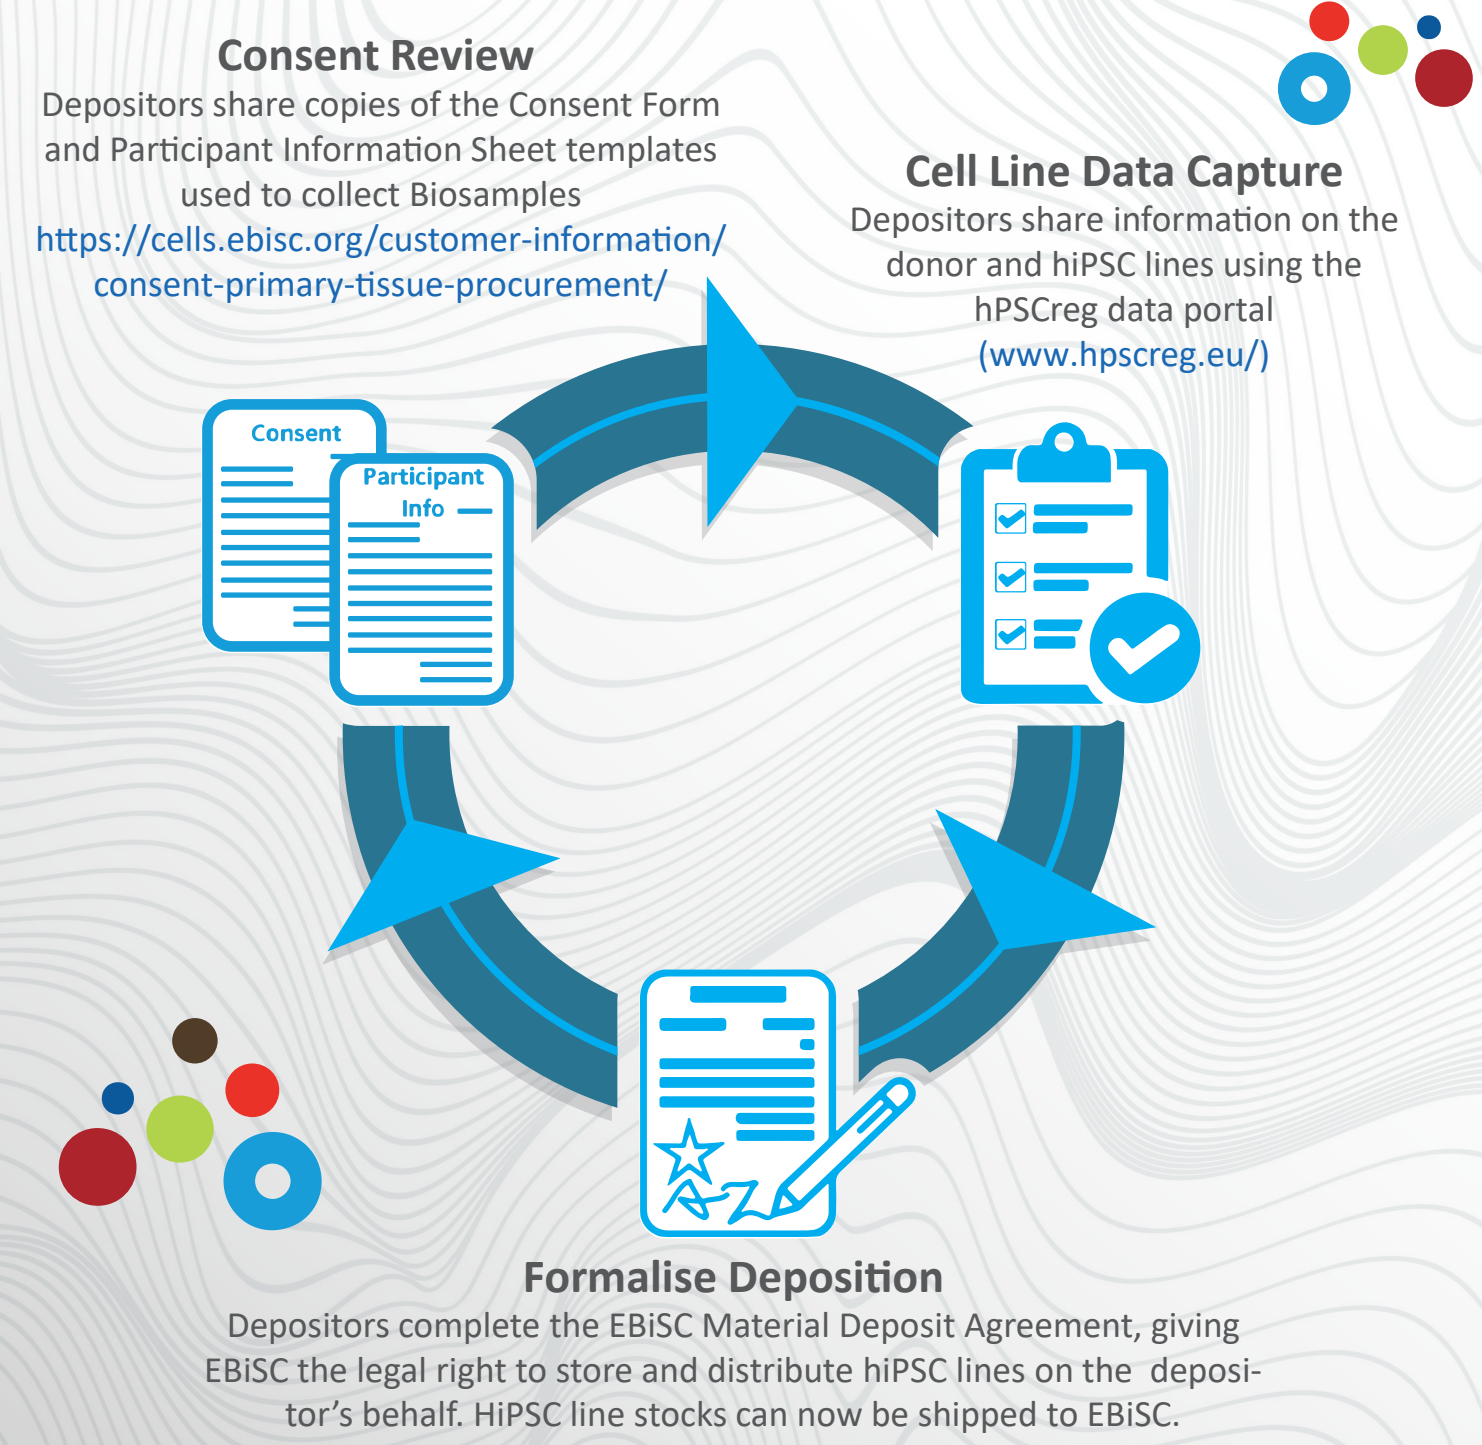 Consent Review
Depositors share copies of the Consent Form
and Participant Information Sheet templates
used to collect Biosamples
https://cells.ebisc.org/customer-information/
consent-primary-tissue-procurement/
Cell Line Data Capture
Depositors share information on the
donor and hiPSC lines using the
hPSCreg data portal
(www.hpscreg.eu/)
Consent
Participant
Info
Formalise Deposition
Depositors complete the EBiSC Material Deposit Agreement, giving
EBiSC the legal right to store and distribute hiPSC lines on the  deposi-
tor's behalf. HiPSC line stocks can now be shipped to EBiSC.